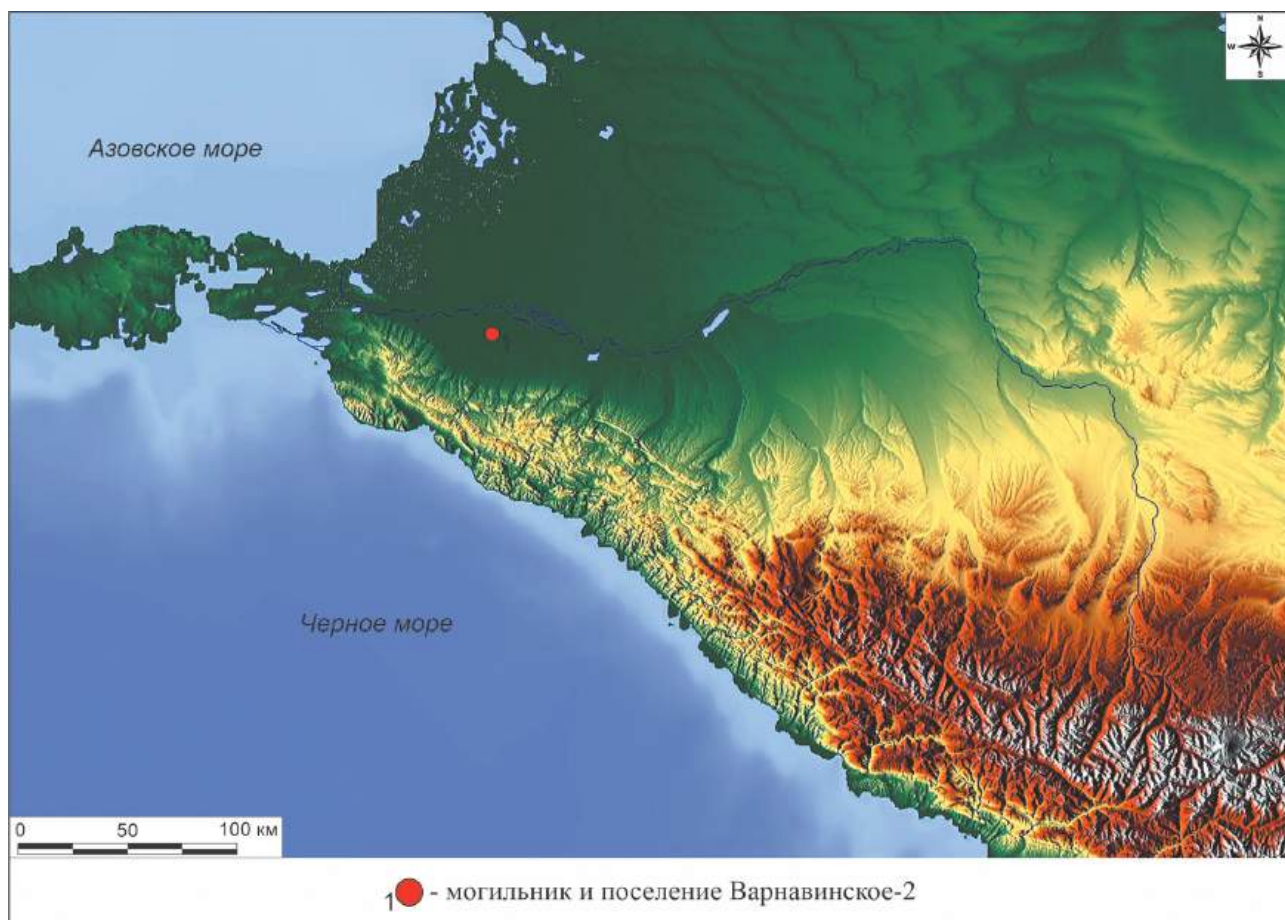 N
W
S
Азовское море
Черное море
0 50 100 км
1 - могильник и поселение Варнавинское-2